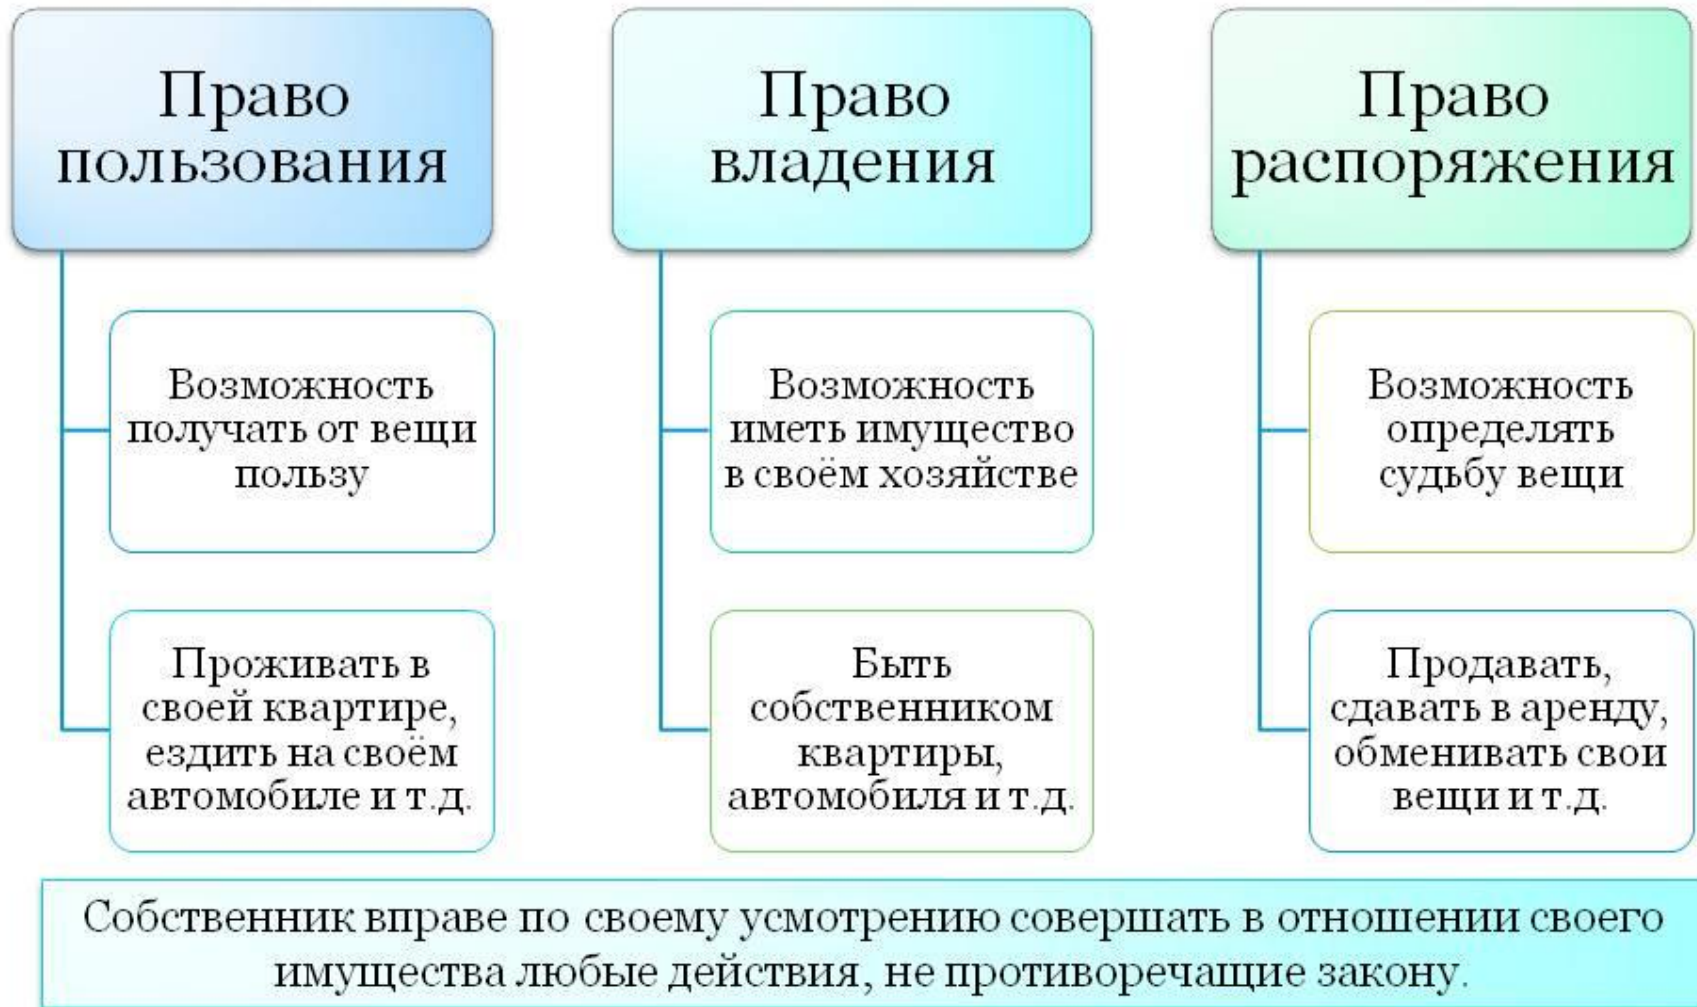 Право
пользования
Возможность
получать от вещи
пользу
Проживать в
своей квартире,
ездить на своём
автомобиле и т.д.
Право
владения
Возможность
иметь имущество
в своём хозяйстве
Быть
собственником
квартиры,
автомобиля и т.д.
Право
распоряжения
Возможность
определять
судьбу вещи
Продавать,
сдавать в аренду,
обменивать свои
вещи и т.д.
Собственник вправе по своему усмотрению совершать в отношении своего
имущества любые действия, не противоречащие закону.